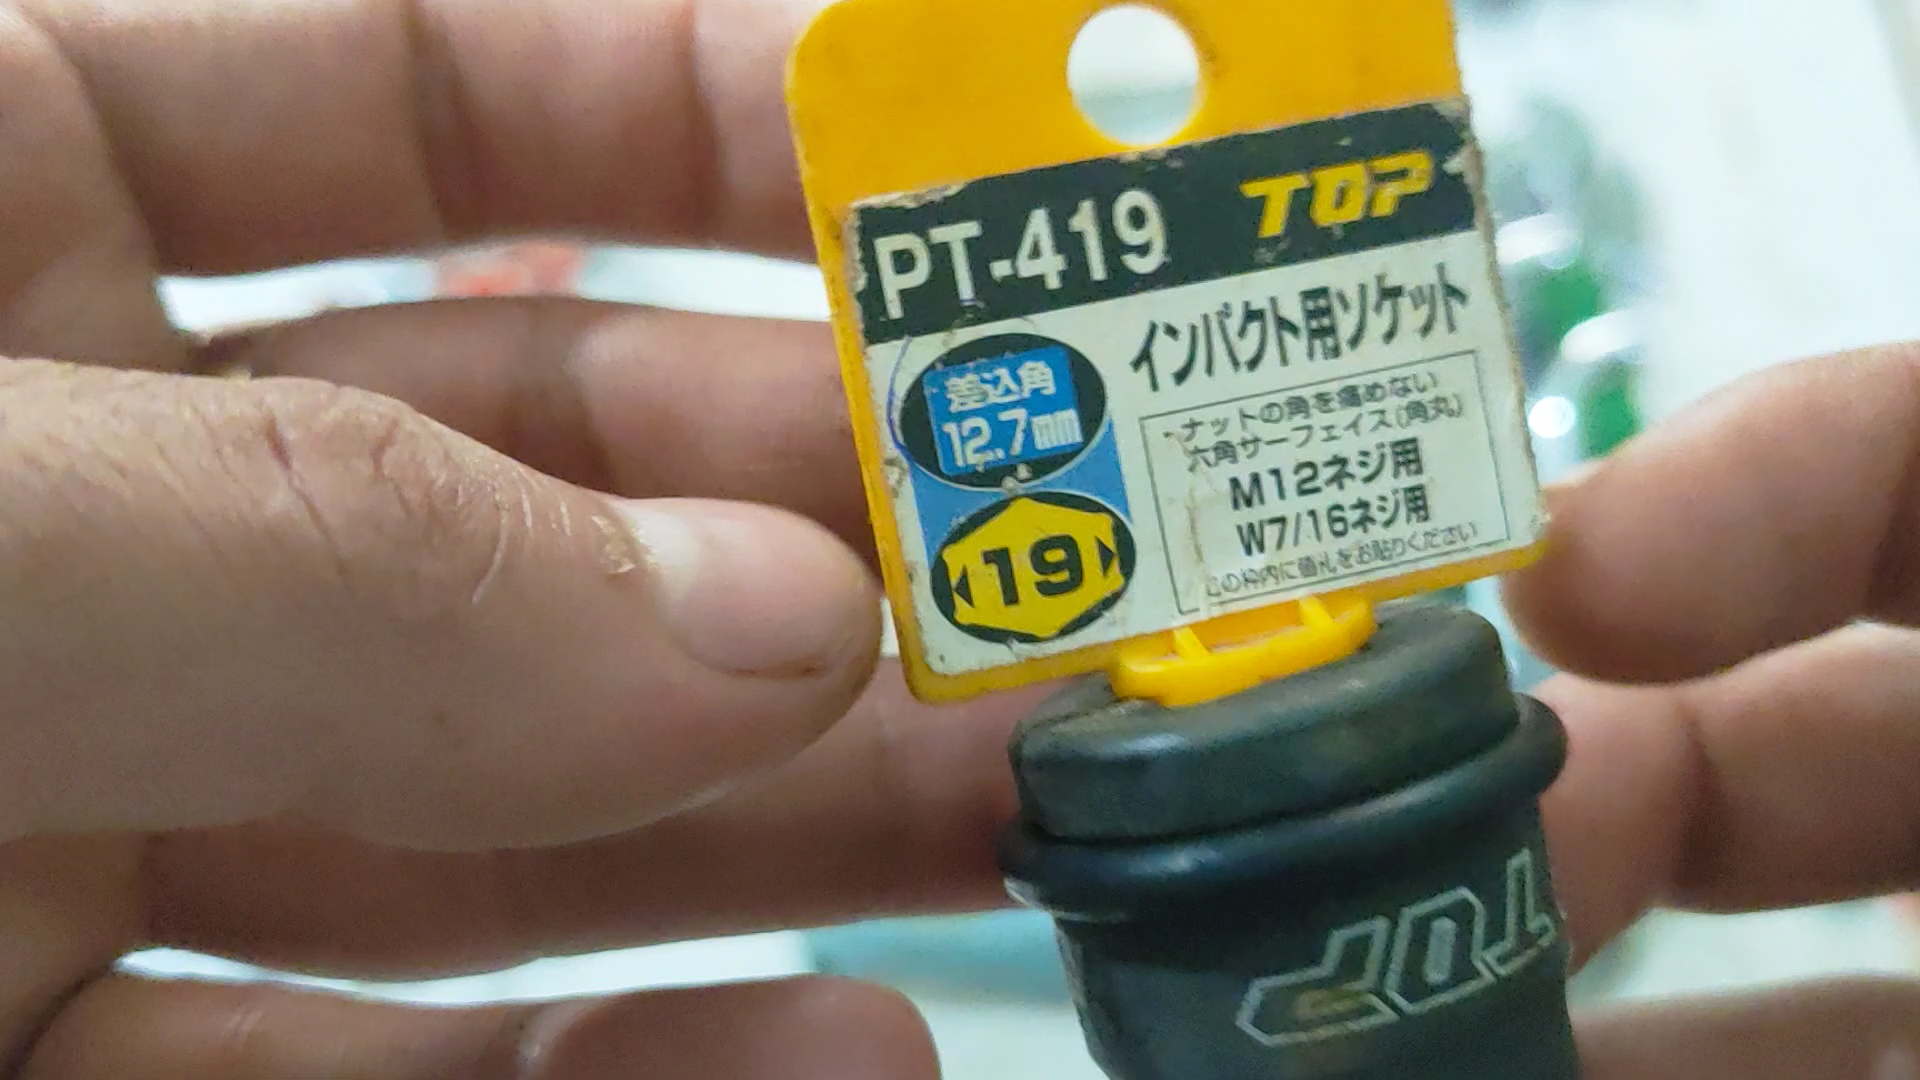 PT-419 TOP
インパクト用ソケット
差込角
12.7mm
19
ナットの角を痛めない
六角サーフェイス(角丸)
M12ネジ用
W7/16ネジ用
この枠内に値札をお貼りください
TOP